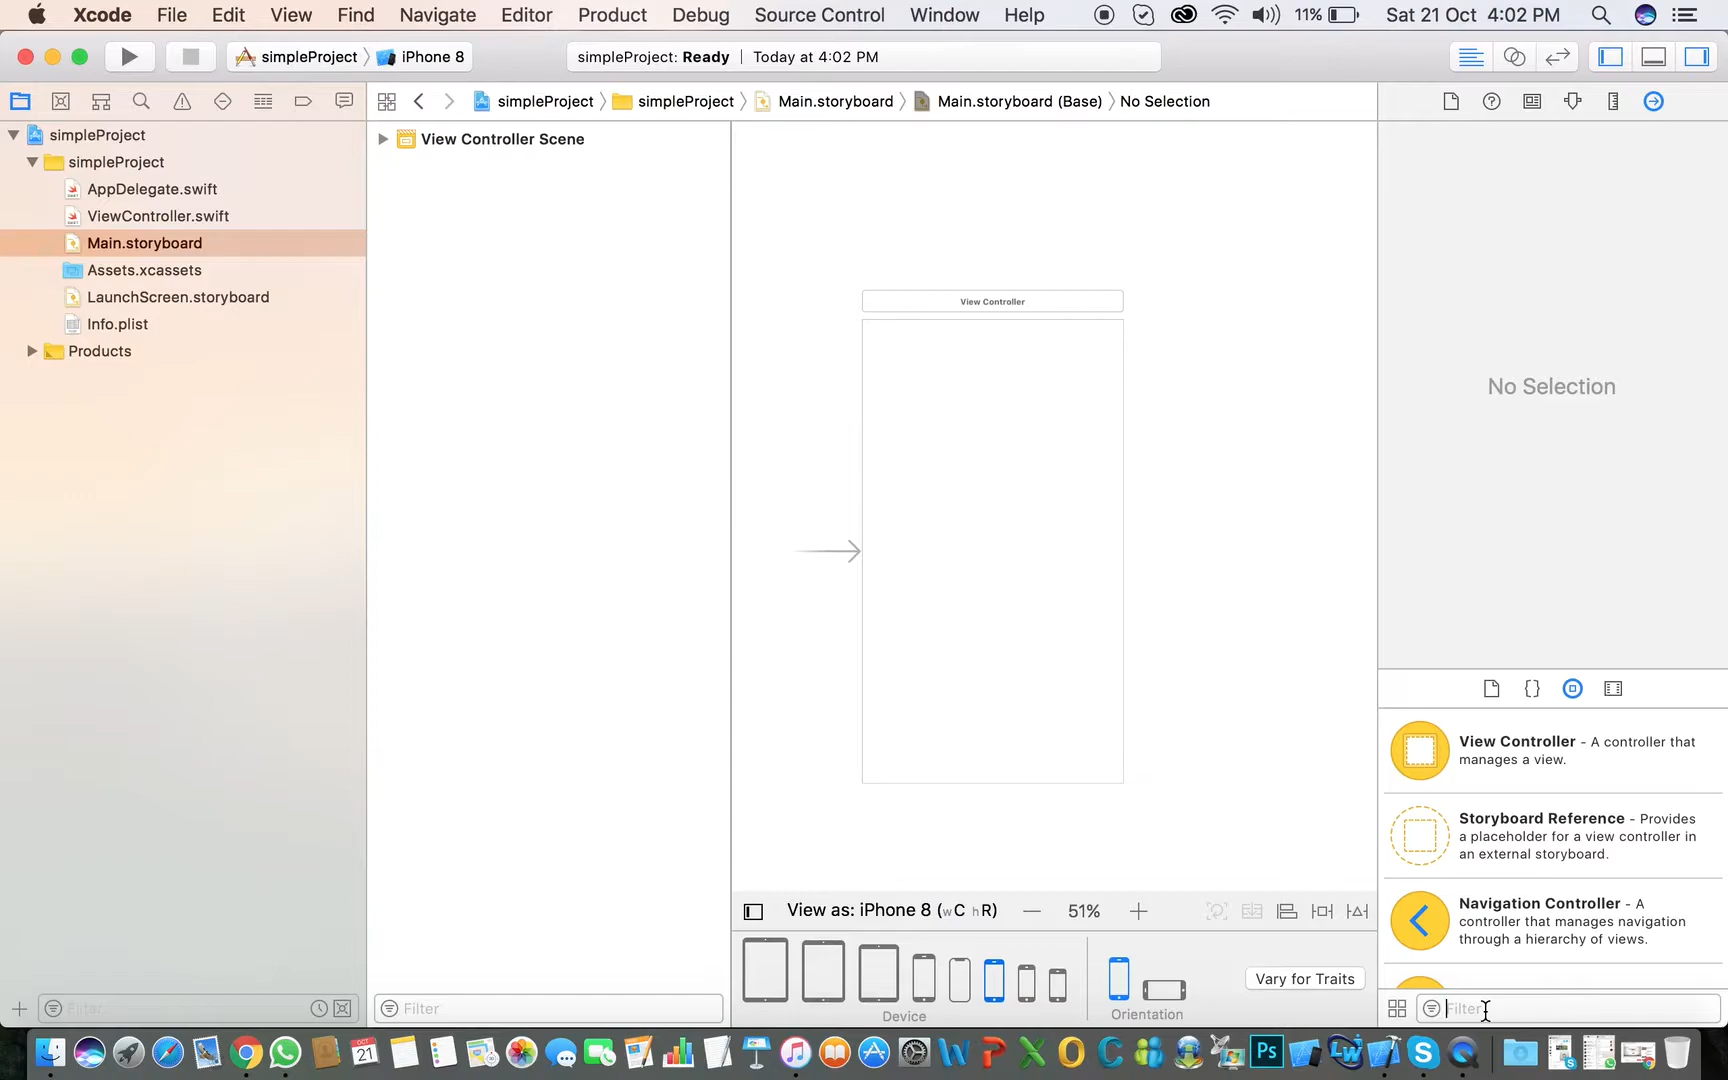 Xcode File Edit View Find Navigate Editor Product Debug Source Control Window Help 11% Sat 21 Oct 4:02 PM
simpleProject iPhone 8 simpleProject: Ready Today at 4:02 PM
simpleProject simpleProject Main.storyboard Main.storyboard (Base) No Selection
simpleProject
simpleProject
AppDelegate.swift
ViewController.swift
Main.storyboard
Assets.xcassets
LaunchScreen.storyboard
Info.plist
Products
Filter
View Controller Scene
Filter
View Controller
View as: iPhone 8 (wC hR) 51%
Device
Orientation
Vary for Traits
No Selection
View Controller - A controller that
manages a view.
Storyboard Reference - Provides
a placeholder for a view controller in
an external storyboard.
Navigation Controller - A
controller that manages navigation
through a hierarchy of views.
Filter
OCT
21
Ps
Lw